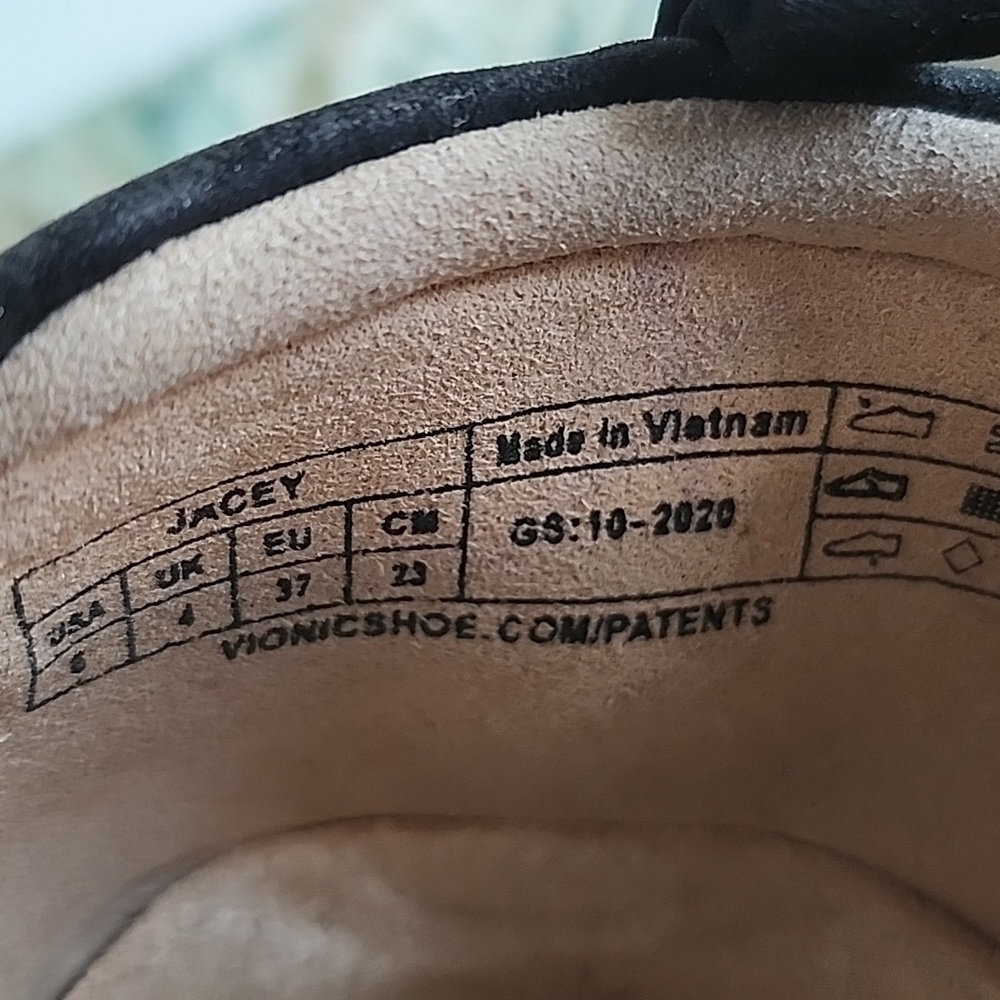 JACEY
USA UK EU CM
6 4 37 23
Made in Vietnam
GS:10-2020
VIONICSHOE.COM/PATENTS